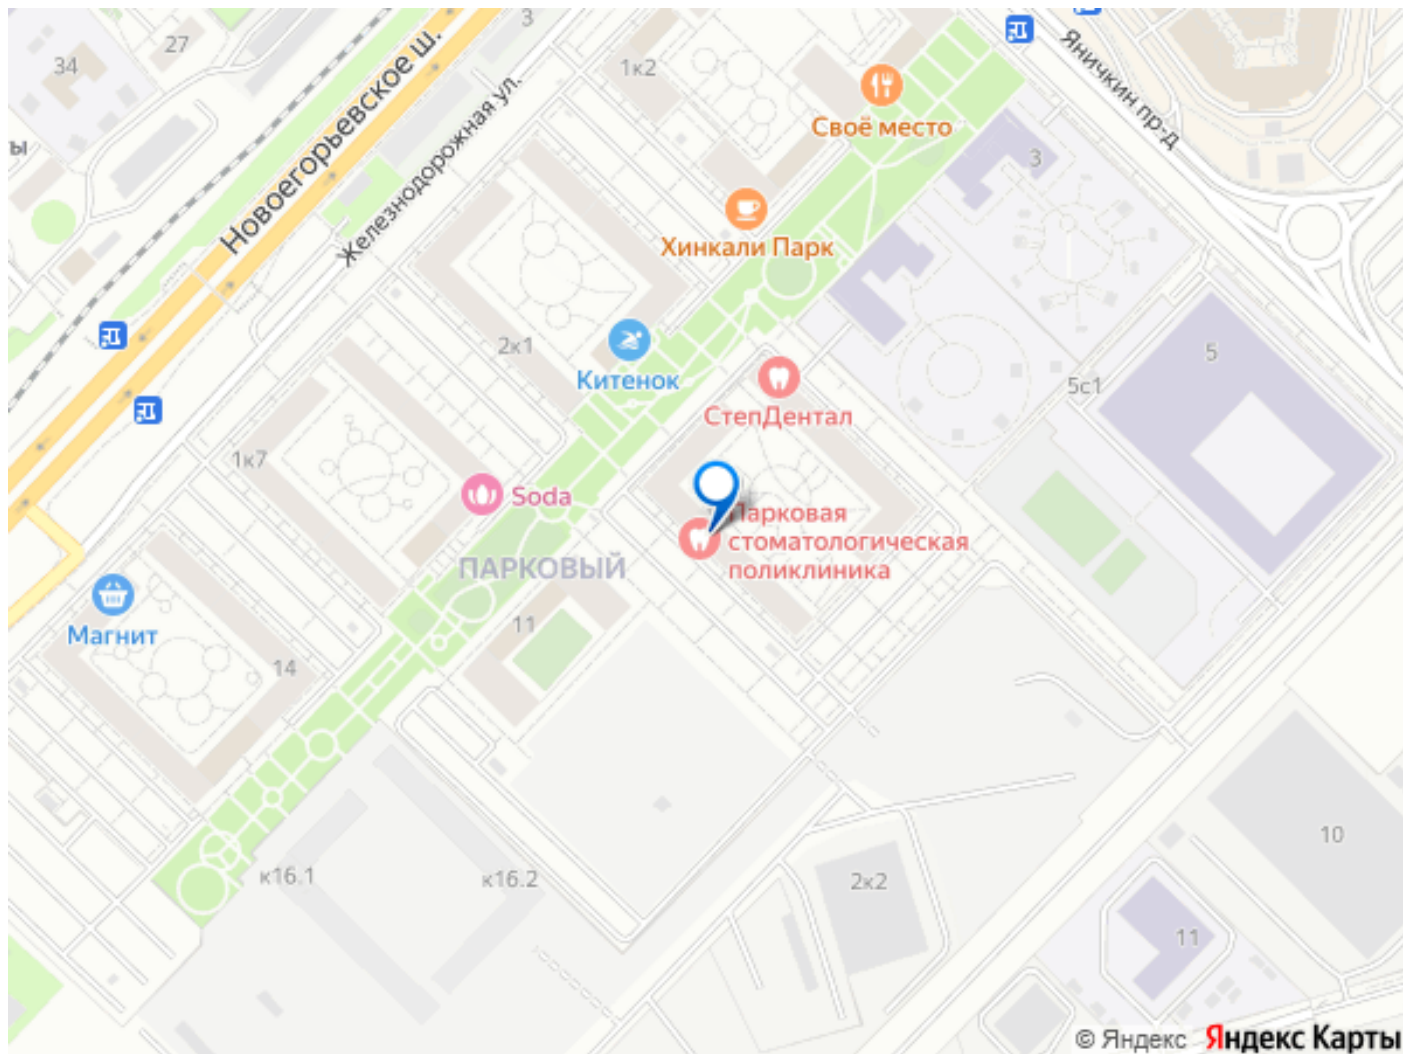 3
27
34
1к2
Новоегорьевское ш.
Железнодорожная ул.
Яничкин пр-д
Своё место
ы
3
Хинкали Парк
2к1
Китенок
5
5с1
СтепДентал
1к7
Soda
Парковая
стоматологическая
поликлиника
ПАРКОВЫЙ
11
Магнит
14
10
к16.1
к16.2
2к2
11
© Яндекс Яндекс Карты